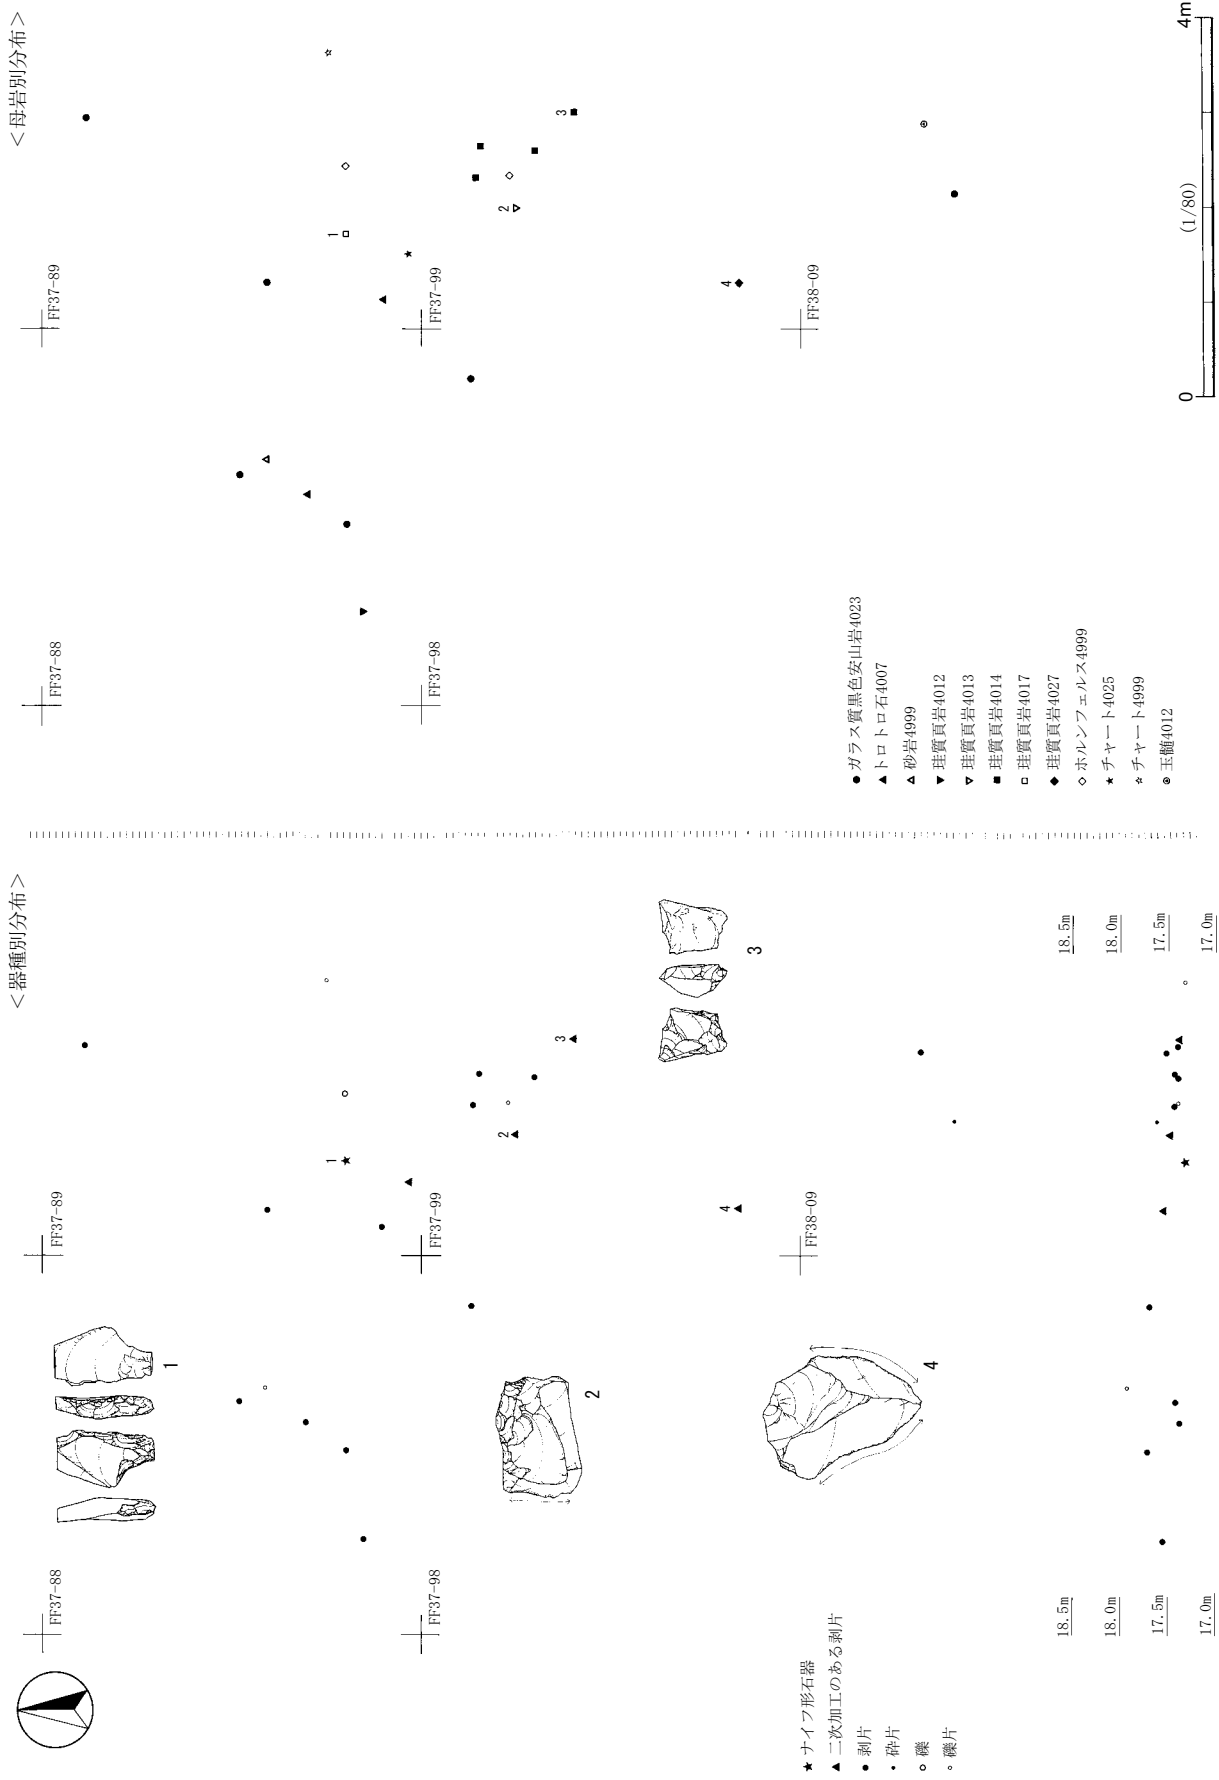 <器種別分布>
FF37-88
FF37-89
1
1
FF37-98
FF37-99
2
3
2
3
4
FF38-09
4
★ ナイフ形石器
▲ 二次加工のある剥片
● 剥片
• 砕片
○ 礫
○ 礫片
18.5m
18.0m
17.5m
17.0m
18.5m
18.0m
17.5m
17.0m
<母岩別分布>
FF37-88
FF37-89
1
FF37-98
FF37-99
2
3
4
FF38-09
● ガラス質黒色安山岩4023
▲ トロトロ石4007
△ 砂岩4999
▼ 珪質頁岩4012
▽ 珪質頁岩4013
■ 珪質頁岩4014
□ 珪質頁岩4017
◆ 珪質頁岩4027
◇ ホルンフェルス4999
★ チャート4025
☆ チャート4999
◎ 玉髄4012
0 (1/80) 4m